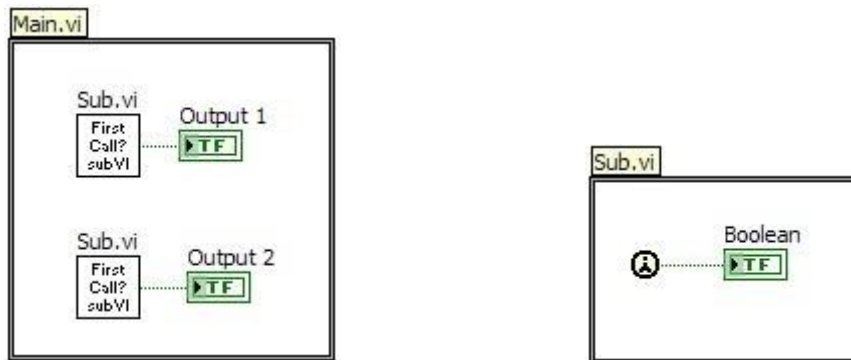 Main.vi
Sub.vi
First
Call?
subVI
Output 1
TF
Sub.vi
First
Call?
subVI
Output 2
TF
Sub.vi
Boolean
TF